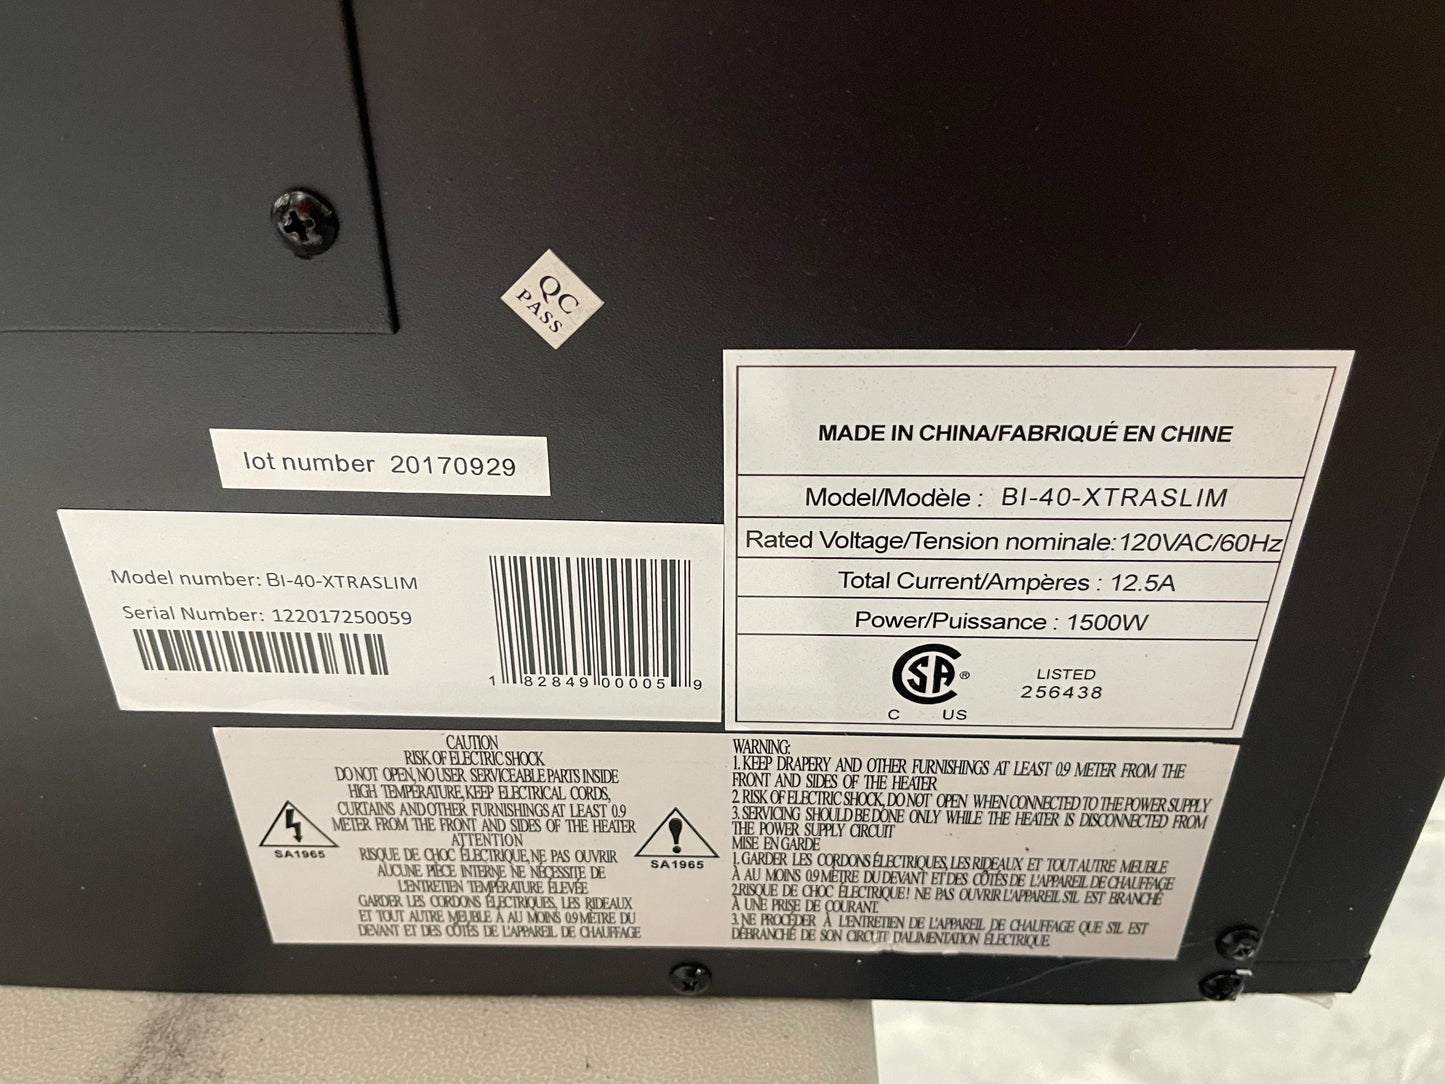 QC
PASS
lot number 20170929
Model number: BI-40-XTRASLIM
Serial Number: 122017250059
1 82849 00005 9
MADE IN CHINA/FABRIQUÉ EN CHINE
Model/Modèle : BI-40-XTRASLIM
Rated Voltage/Tension nominale:120VAC/60Hz
Total Current/Ampères : 12.5A
Power/Puissance : 1500W
SA®
C US
LISTED
256438
CAUTION
RISK OF ELECTRIC SHOCK
DO NOT OPEN,NO USER SERVICEABLE PARTS INSIDE
HIGH TEMPERATURE,KEEP ELECTRICAL CORDS,
CURTAINS AND OTHER FURNISHINGS AT LEAST 0.9
METER FROM THE FRONT AND SIDES OF THE HEATER
ATTENTION
RISQUE DE CHOC ÉLECTRIQUE,NE PAS OUVRIR
AUCUNE PIÈCE INTERNE NE NÉCESSITE DE
L'ENTRETIEN TEMPÉRATURE ÉLEVÉE
GARDER LES CORDONS ÉLECTRIQUES, LES RIDEAUX
ET TOUT AUTRE MEUBLE À AU MOINS 0.9 MÈTRE DU
DEVANT ET DES CÔTÉS DE L'APPAREIL DE CHAUFFAGE
SA1965
SA1965
WARNING:
1.KEEP DRAPERY AND OTHER FURNISHINGS AT LEAST 0.9 METER FROM THE
FRONT AND SIDES OF THE HEATER
2.RISK OF ELECTRIC SHOCK, DO NOT OPEN WHEN CONNECTED TO THE POWER SUPPLY
3.SERVICING SHOULD BE DONE ONLY WHILE THE HEATER IS DISCONNECTED FROM
THE POWER SUPPLY CIRCUIT
MISE EN GARDE
1.GARDER LES CORDONS ÉLECTRIQUES, LES RIDEAUX ET TOUT AUTRE MEUBLE
À AU MOINS 0.9 MÈTRE DU DEVANT ET DES CÔTÉS DE L'APPAREIL DE CHAUFFAGE
2.RISQUE DE CHOC ÉLECTRIQUE! NE PAS OUVRIR L'APPAREIL S'IL EST BRANCHÉ
À UNE PRISE DE COURANT.
3.NE PROCÉDER À L'ENTRETIEN DE L'APPAREIL DE CHAUFFAGE QUE S'IL EST
DÉBRANCHÉ DE SON CIRCUIT D'ALIMENTATION ÉLECTRIQUE.